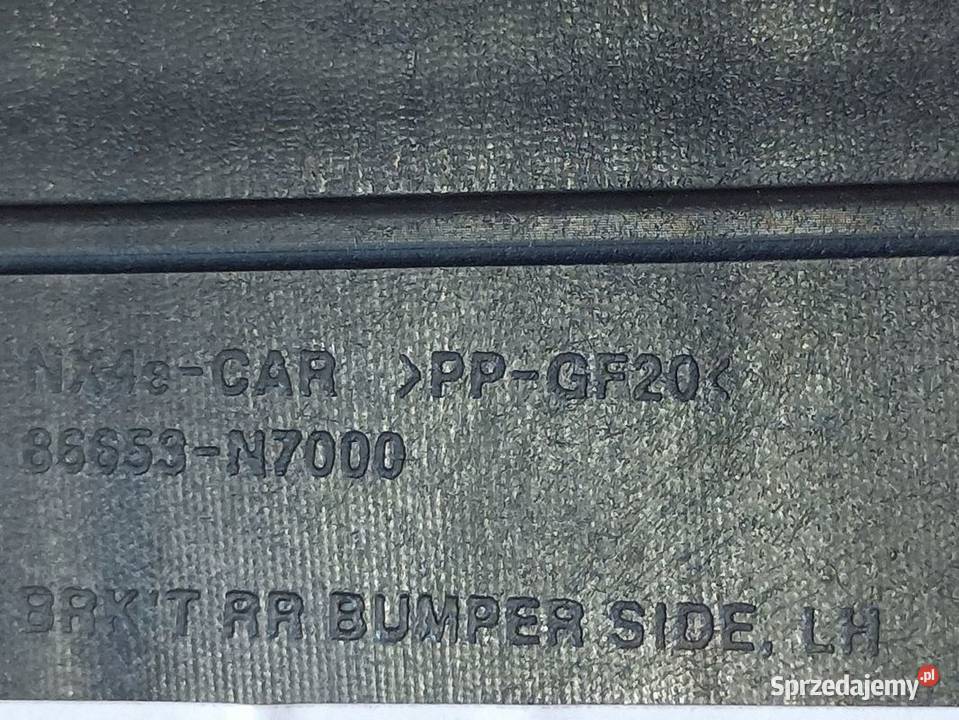 NX4e-CAR >PP-GF20<
86653-N7000
BRK'T RR BUMPER SIDE, LH
Sprzedajemy.pl